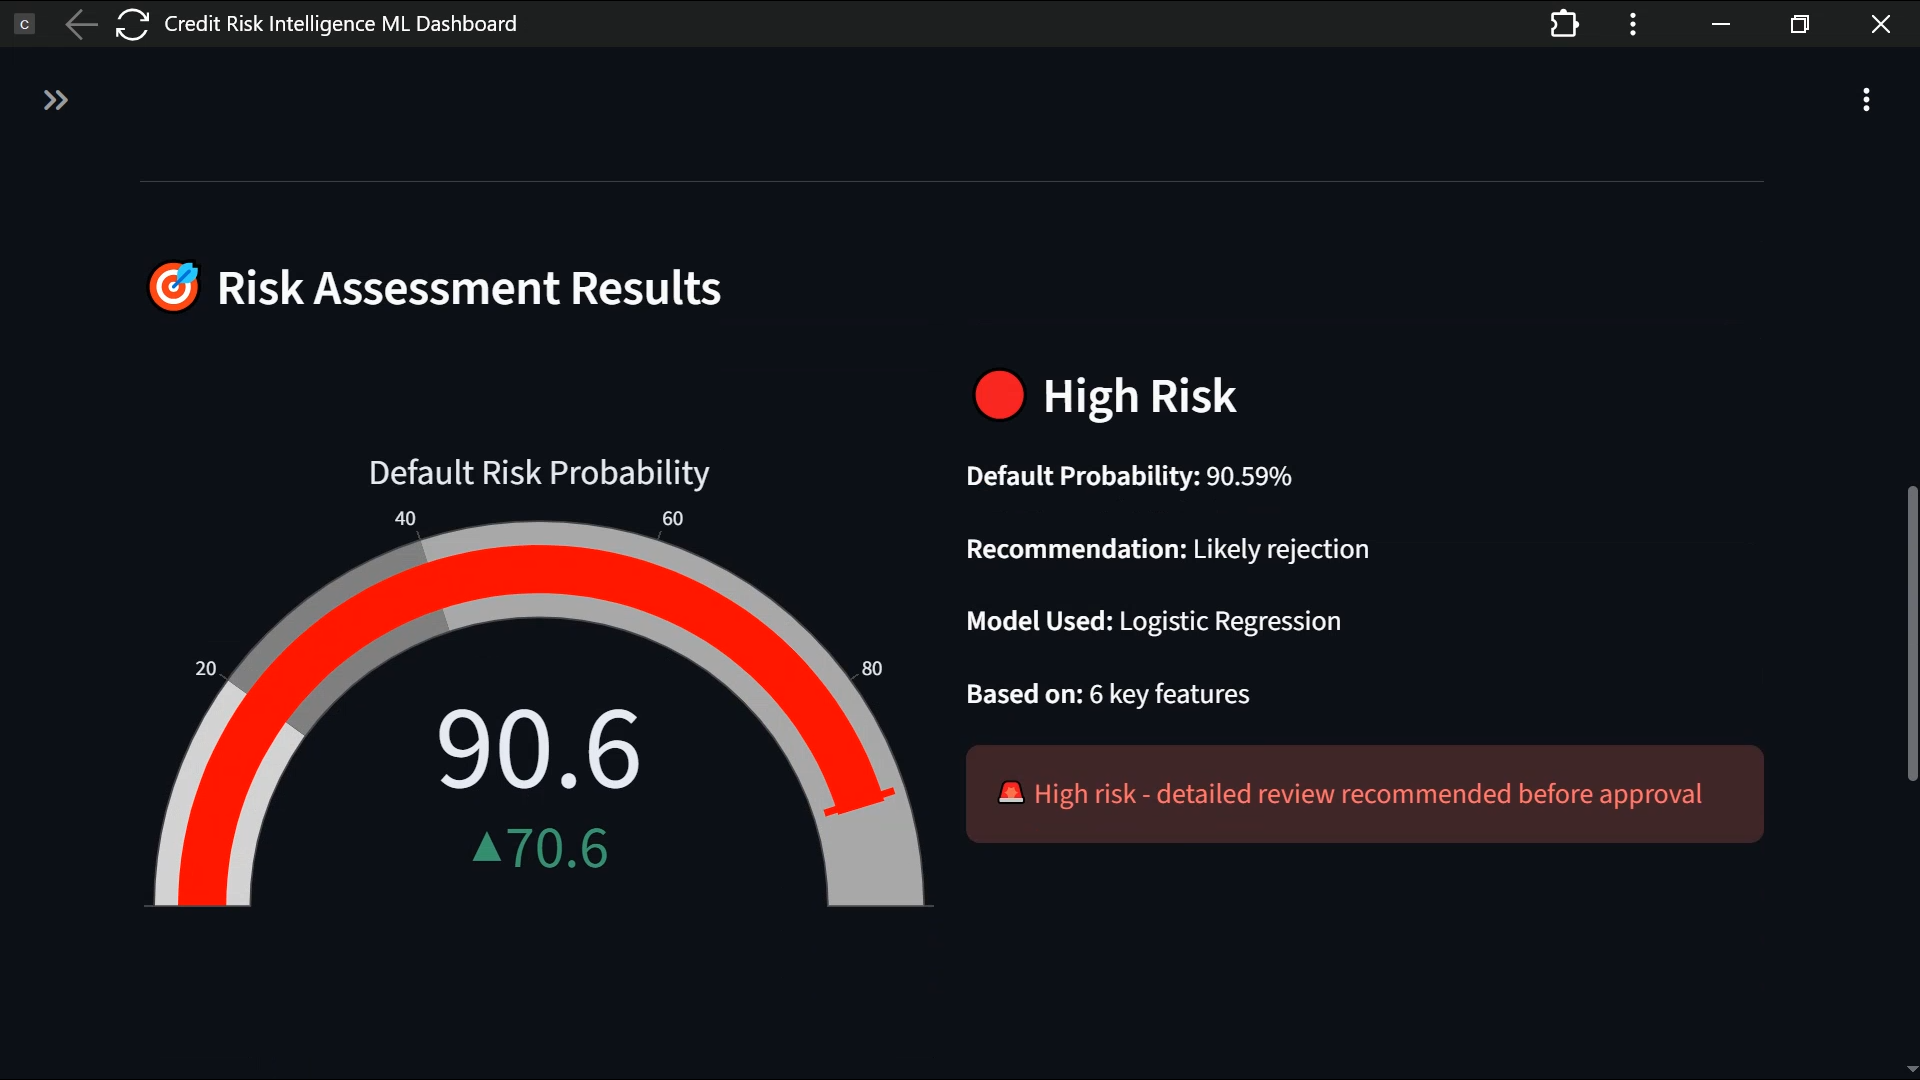 C
Credit Risk Intelligence ML Dashboard
🎯 Risk Assessment Results
🔴 High Risk
Default Probability: 90.59%
Recommendation: Likely rejection
Model Used: Logistic Regression
Based on: 6 key features
🚨 High risk - detailed review recommended before approval
Default Risk Probability
20
40
60
80
90.6
▲70.6